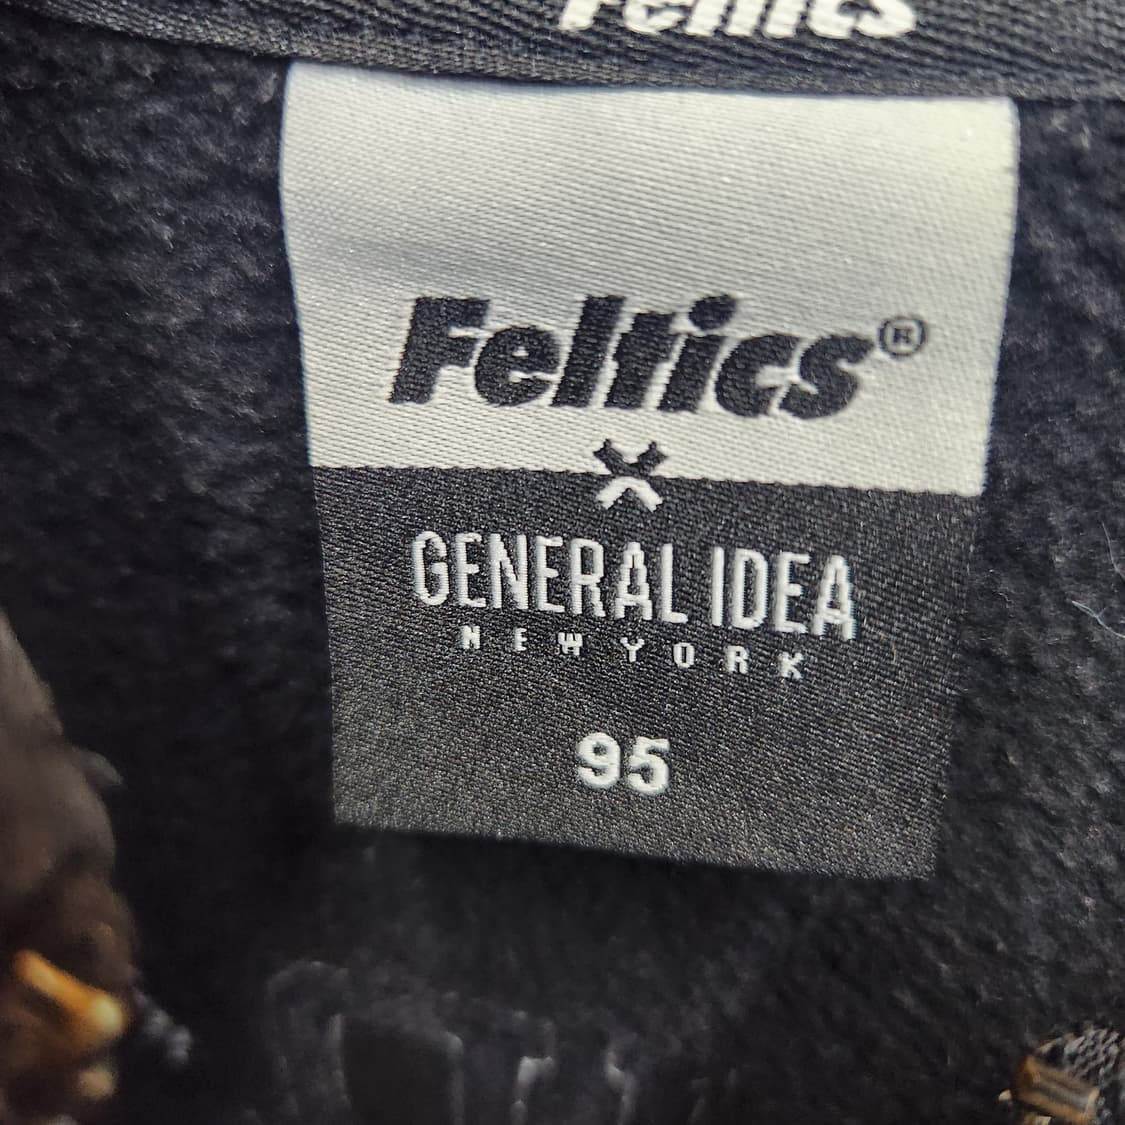 Feltics
Feltics®
X
GENERAL IDEA
NEW YORK
95